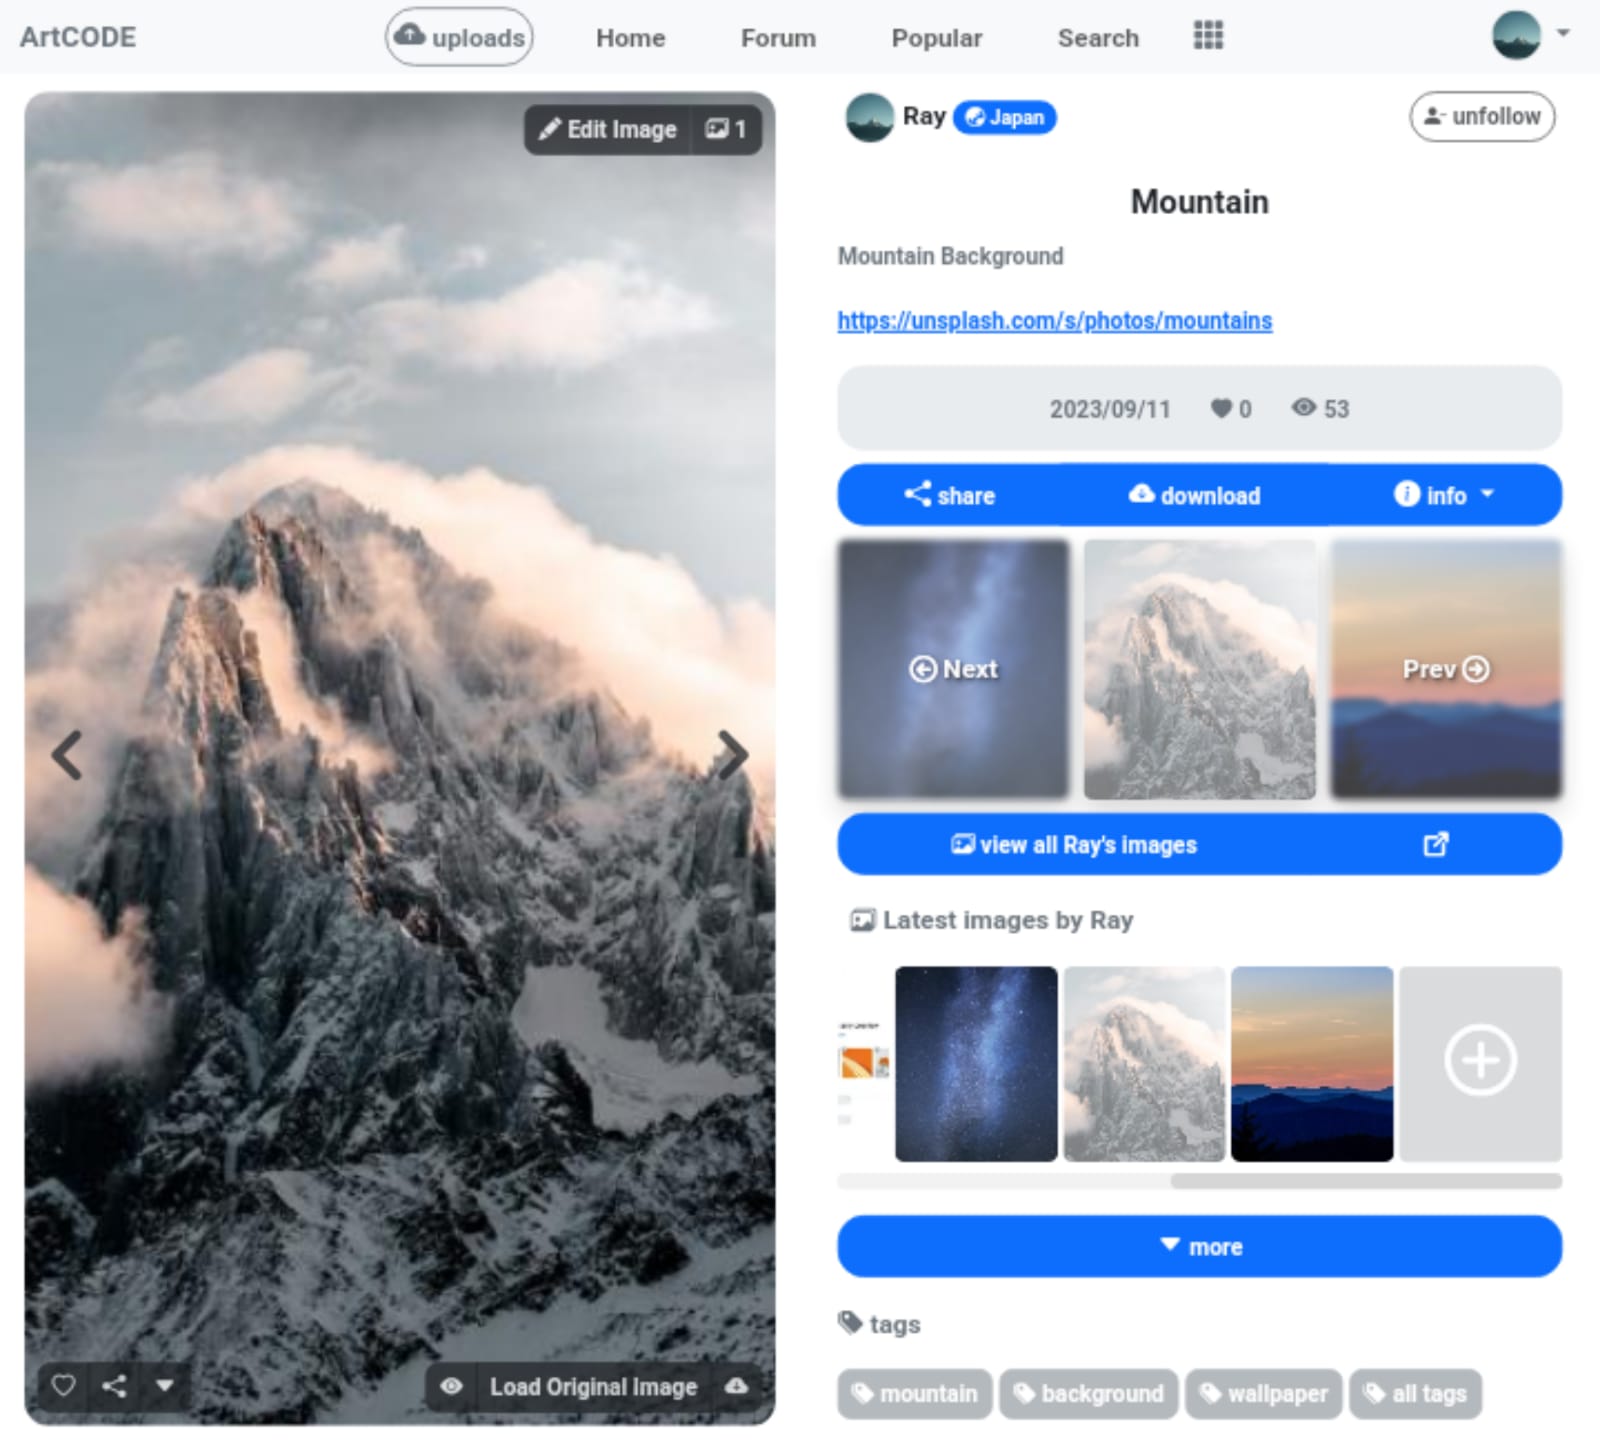 ArtCODE uploads Home Forum Popular Search
Edit Image 1
Load Original Image
Ray Japan unfollow
Mountain
Mountain Background
https://unsplash.com/s/photos/mountains
2023/09/11 0 53
share download info
Next Prev
view all Ray's images
Latest images by Ray
more
tags
mountain background wallpaper all tags